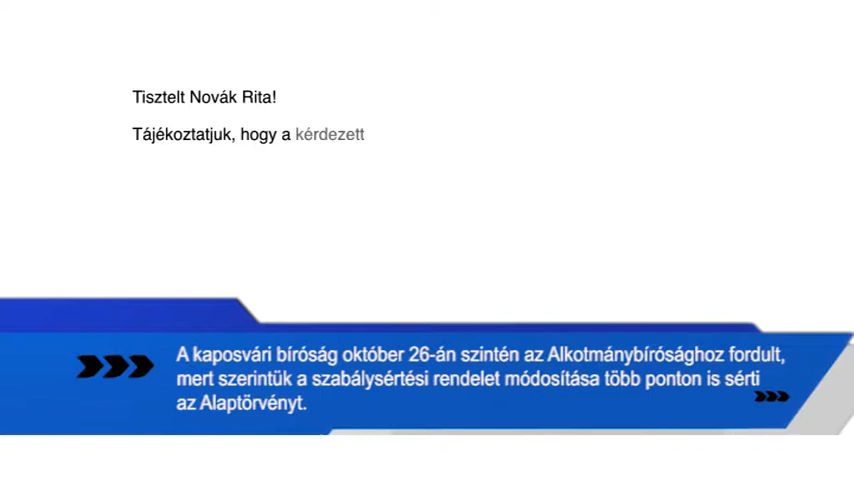 Tisztelt Novák Rita!
Tájékoztatjuk, hogy a kérdezett
A kaposvári bíróság október 26-án szintén az Alkotmánybírósághoz fordult,
mert szerintük a szabálysértési rendelet módosítása több ponton is sérti
az Alaptörvényt.